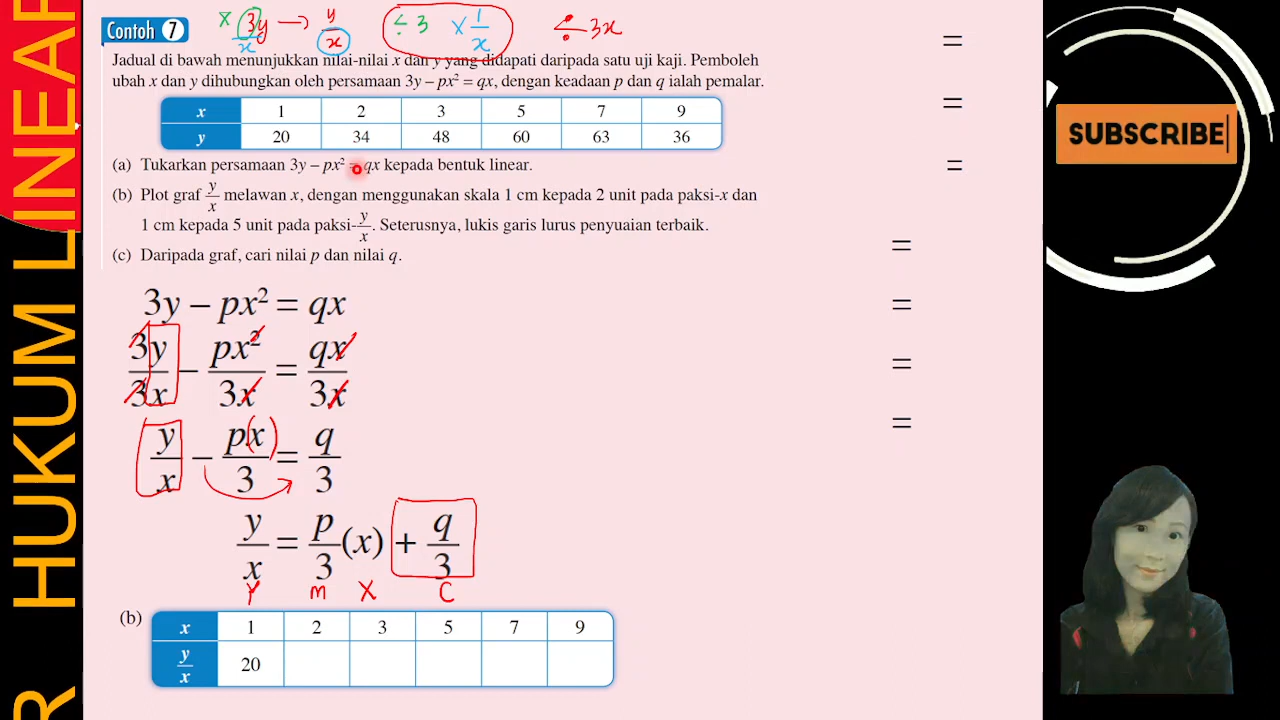 HUKUM LINEAR
R
Contoh 7
× 3y/x → y/x ÷ 3 × 1/x ÷ 3x
Jadual di bawah menunjukkan nilai-nilai x dan y yang didapati daripada satu uji kaji. Pemboleh
ubah x dan y dihubungkan oleh persamaan 3y – px² = qx, dengan keadaan p dan q ialah pemalar.
x 1 2 3 5 7 9
y 20 34 48 60 63 36
(a) Tukarkan persamaan 3y – px² = qx kepada bentuk linear.
(b) Plot graf y/x melawan x, dengan menggunakan skala 1 cm kepada 2 unit pada paksi-x dan
1 cm kepada 5 unit pada paksi-y/x. Seterusnya, lukis garis lurus penyuaian terbaik.
(c) Daripada graf, cari nilai p dan nilai q.
3y – px² = qx
3y/3x – px²/3x = qx/3x
y/x – px/3 = q/3
y/x = p/3 (x) + q/3
Y m X C
(b)
x 1 2 3 5 7 9
y/x 20
=
=
=
=
=
=
=
SUBSCRIBE